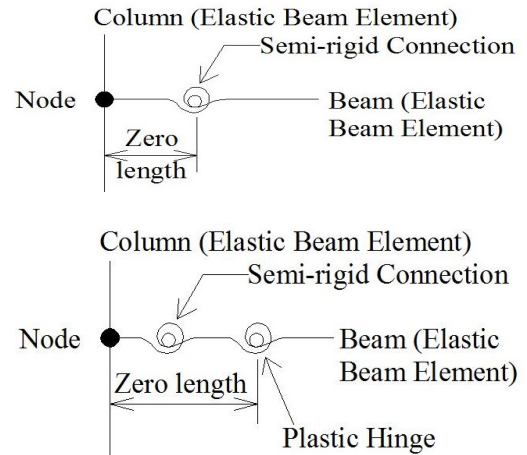 Column (Elastic Beam Element)
Semi-rigid Connection
Node
Beam (Elastic
Beam Element)
Zero
length
Column (Elastic Beam Element)
Semi-rigid Connection
Node
Beam (Elastic
Beam Element)
Zero length
Plastic Hinge